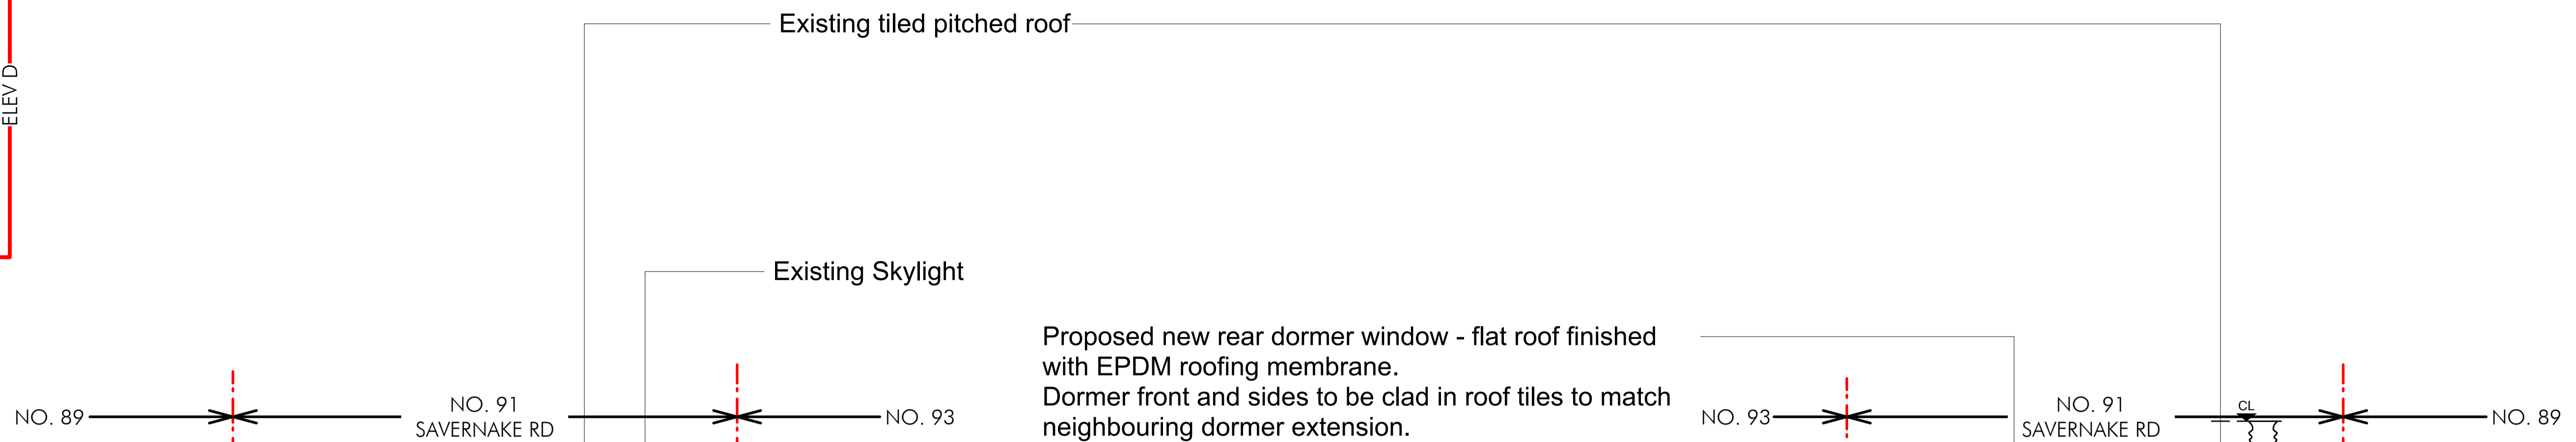 Existing tiled pitched roof
ELEV D
Existing Skylight
Proposed new rear dormer window - flat roof finished
with EPDM roofing membrane.
Dormer front and sides to be clad in roof tiles to match
neighbouring dormer extension.
NO. 89
NO. 91
SAVERNAKE RD
NO. 93
NO. 93
NO. 91
SAVERNAKE RD
CL
NO. 89